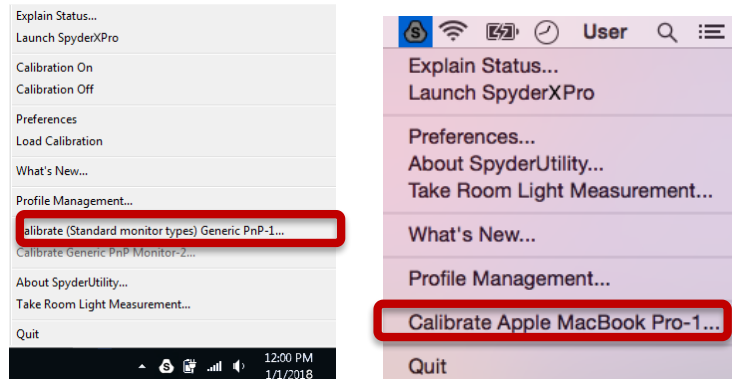 Explain Status...
Launch SpyderXPro
Calibration On
Calibration Off
Preferences
Load Calibration
What's New...
Profile Management...
alibrate (Standard monitor types) Generic PnP-1...
Calibrate Generic PnP Monitor-2...
About SpyderUtility...
Take Room Light Measurement...
Quit
S
12:00 PM
1/1/2018
S User
Explain Status...
Launch SpyderXPro
Preferences...
About SpyderUtility...
Take Room Light Measurement...
What's New...
Profile Management...
Calibrate Apple MacBook Pro-1...
Quit